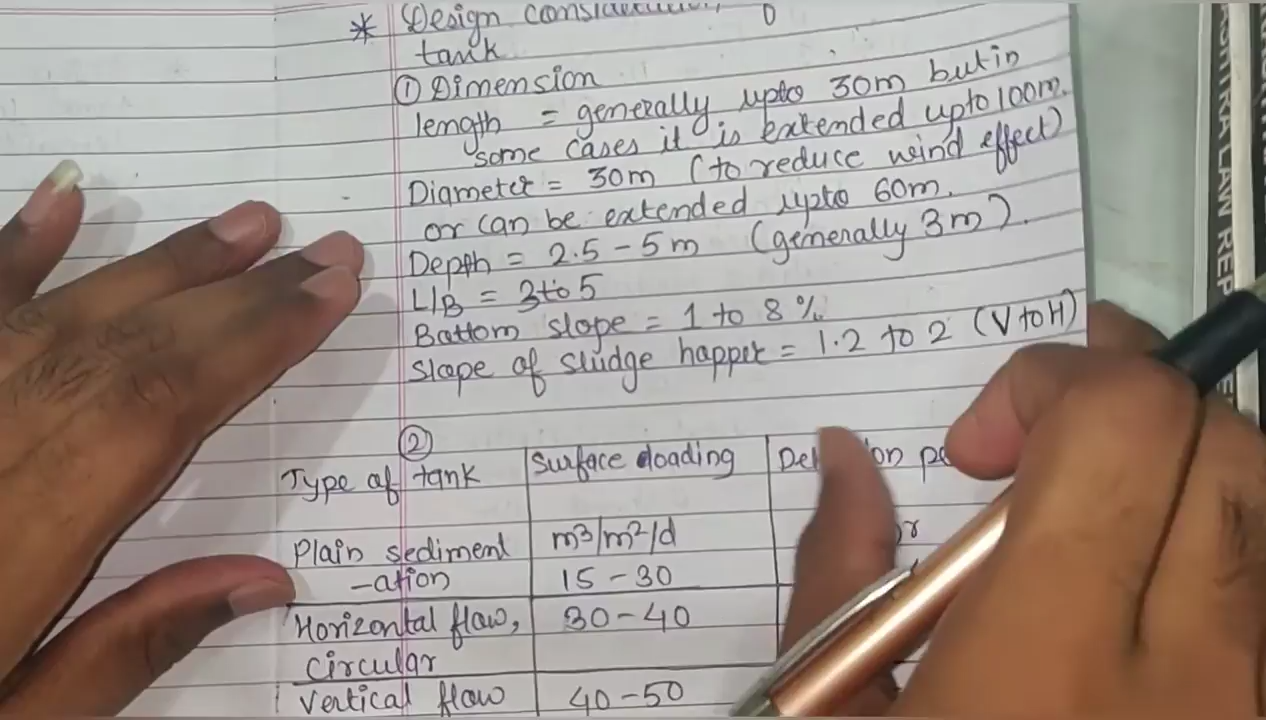 * Design
tank
① Dimension
length = generally upto 30m but in
some cases it is extended upto 100m.
Diameter = 30m (to reduce wind effect)
or can be extended upto 60m.
Depth = 2.5 - 5m (generally 3m).
L/B = 3 to 5
Bottom slope = 1 to 8 %
Slope of sludge happer = 1.2 to 2 (V to H)
②
Type of tank Surface loading
Plain sediment m³/m²/d
-ation 15 - 30
Horizontal flow, 30 - 40
Circular
Vertical flow 40 - 50
LAW REP